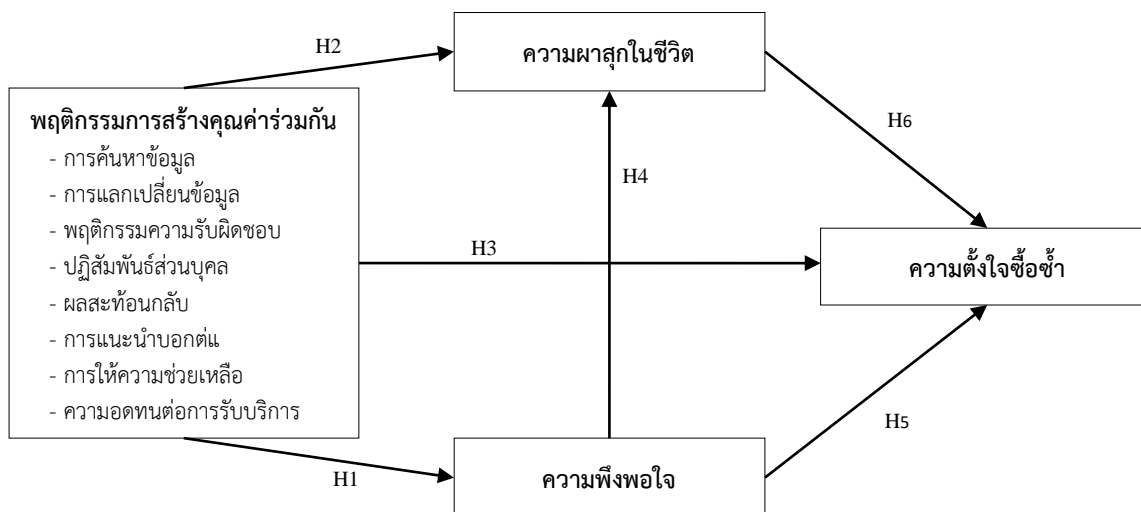 H2
ความผาสุกในชีวิต
H6
พฤติกรรมการสร้างคุณค่าร่วมกัน
- การค้นหาข้อมูล
- การแลกเปลี่ยนข้อมูล
- พฤติกรรมความรับผิดชอบ
- ปฏิสัมพันธ์ส่วนบุคล
- ผลสะท้อนกลับ
- การแนะนำบอกต่แ
- การให้ความช่วยเหลือ
- ความอดทนต่อการรับบริการ
H4
H3
ความตั้งใจซื้อซ้ำ
H5
H1
ความพึงพอใจ